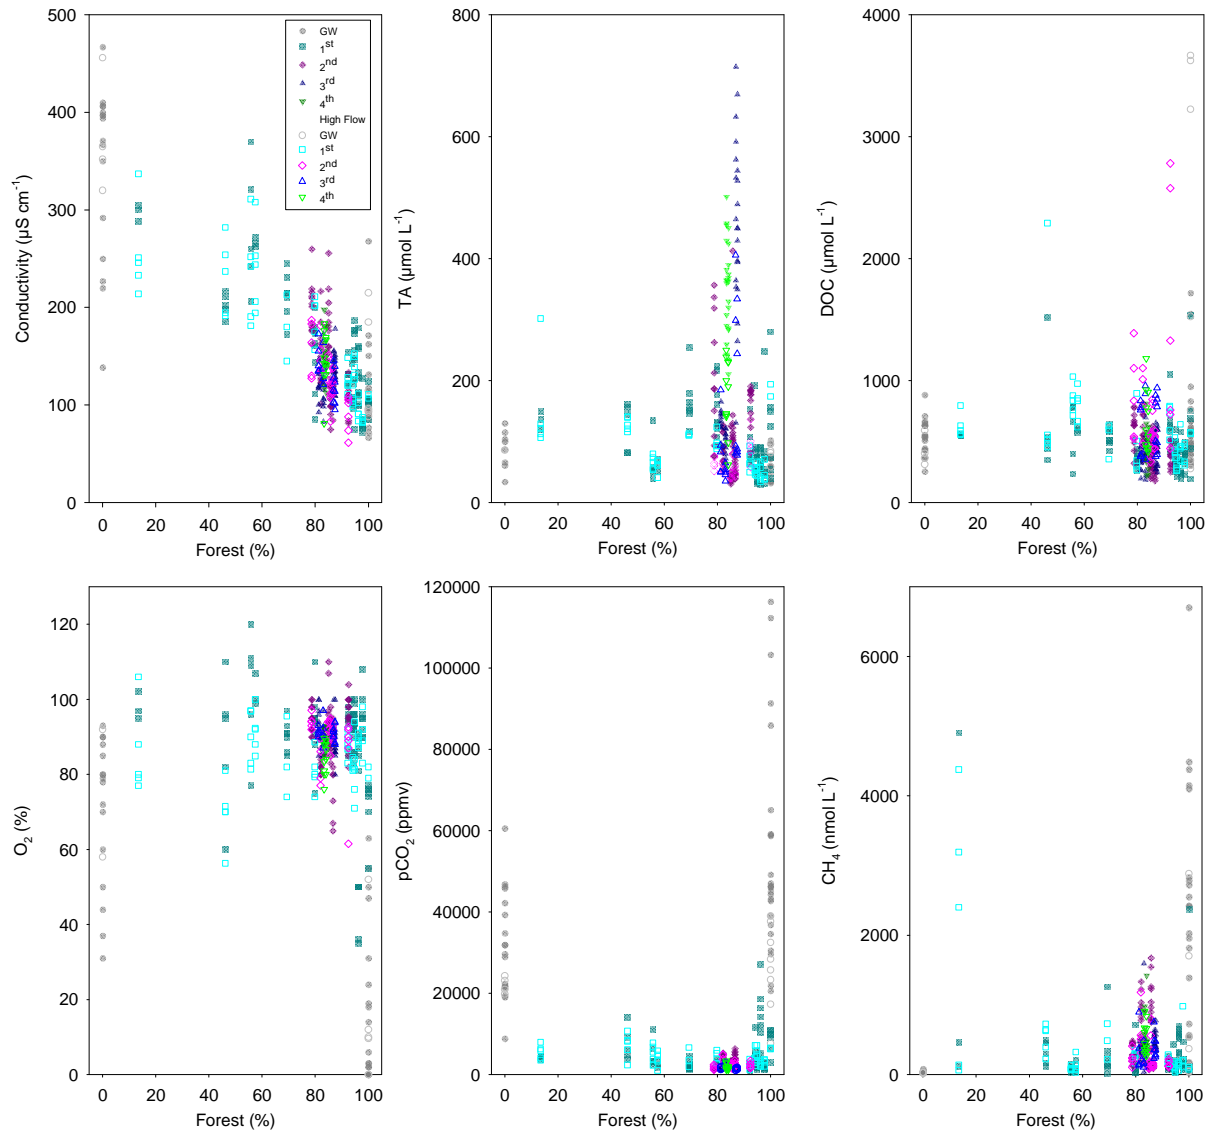 500
400
300
200
100
0
Conductivity (µS cm⁻¹)
0 20 40 60 80 100
Forest (%)
GW
1st
2nd
3rd
4th
High Flow
GW
1st
2nd
3rd
4th
800
600
400
200
0
TA (µmol L⁻¹)
0 20 40 60 80 100
Forest (%)
4000
3000
2000
1000
0
DOC (µmol L⁻¹)
0 20 40 60 80 100
Forest (%)
120
100
80
60
40
20
0
O₂ (%)
0 20 40 60 80 100
Forest (%)
120000
100000
80000
60000
40000
20000
0
pCO₂ (ppmv)
0 20 40 60 80 100
Forest (%)
6000
4000
2000
0
CH₄ (nmol L⁻¹)
0 20 40 60 80 100
Forest (%)